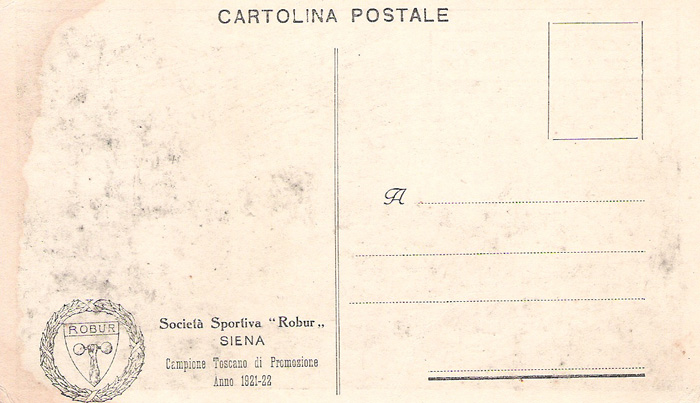 CARTOLINA POSTALE
A
ROBUR
Società Sportiva "Robur„
SIENA
Campione Toscano di Promozione
Anno 1921-22